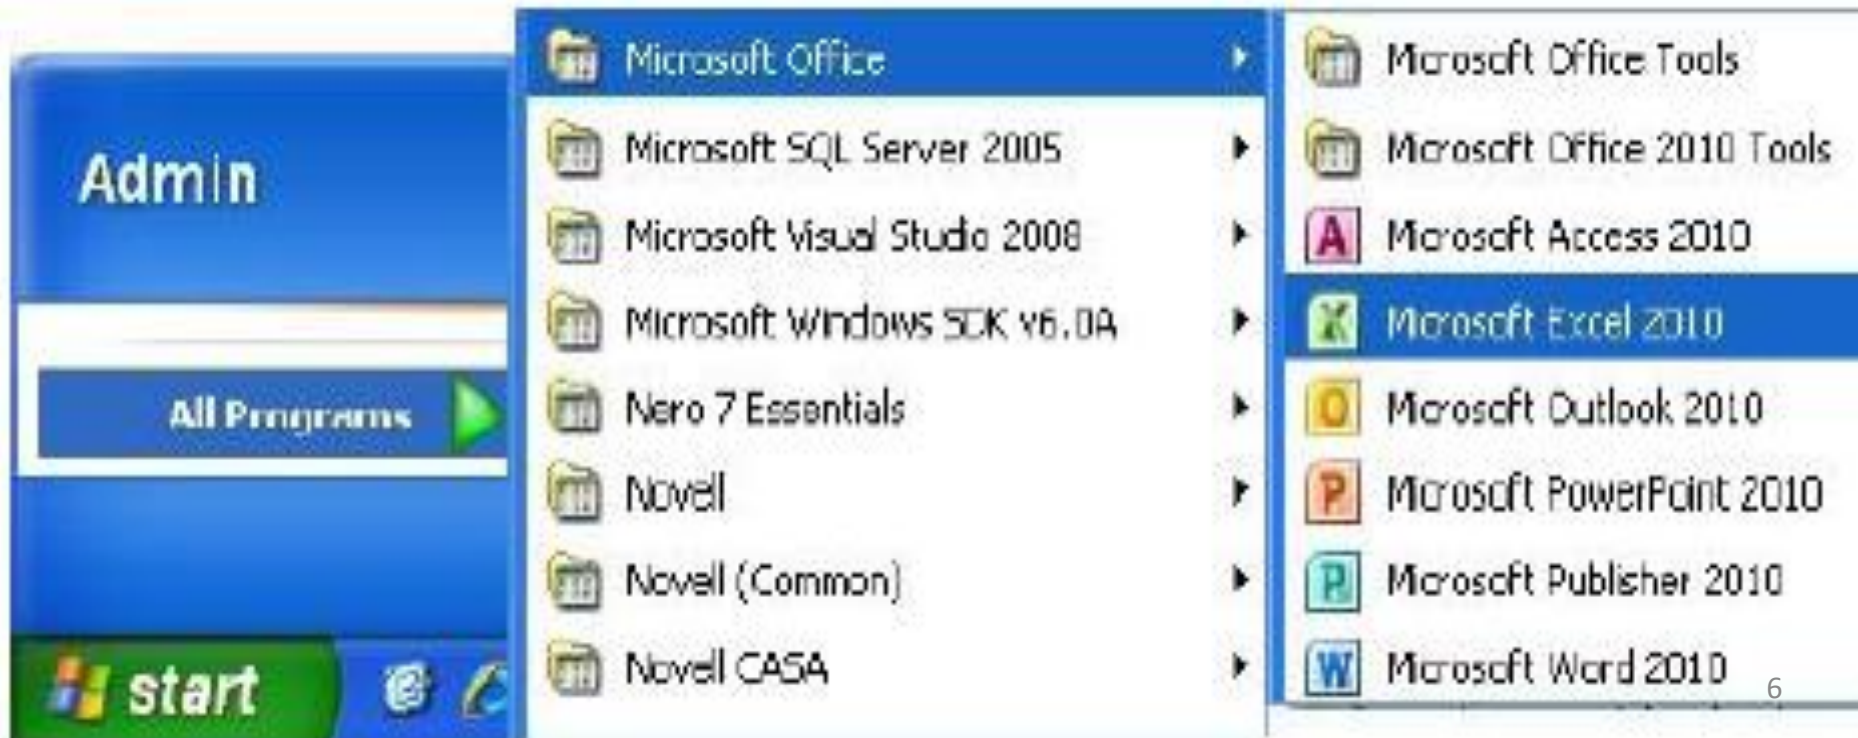 Admin
All Programs
start
Microsoft Office
Microsoft SQL Server 2005
Microsoft Visual Studio 2008
Microsoft Windows SDK v6.0A
Nero 7 Essentials
Novell
Novell (Common)
Novell CASA
Microsoft Office Tools
Microsoft Office 2010 Tools
Microsoft Access 2010
Microsoft Excel 2010
Microsoft Outlook 2010
Microsoft PowerPoint 2010
Microsoft Publisher 2010
Microsoft Word 2010
6